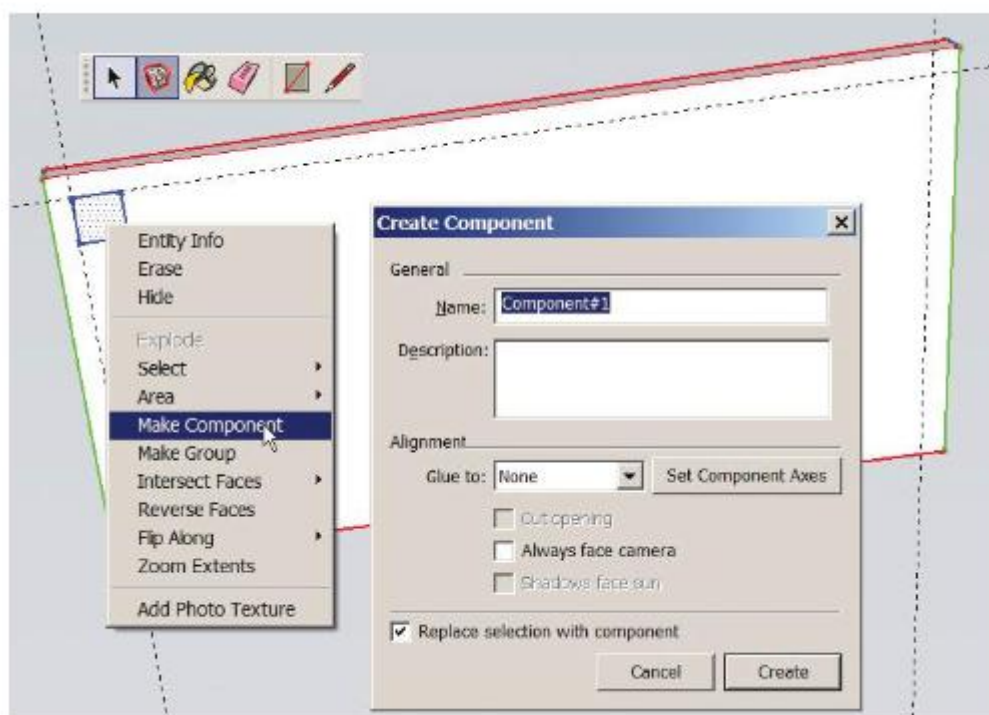 Entity Info
Erase
Hide
Explode
Select
Area
Make Component
Make Group
Intersect Faces
Reverse Faces
Flip Along
Zoom Extents
Add Photo Texture
Create Component
General
Name: Component#1
Description:
Alignment
Glue to: None Set Component Axes
Cut opening
Always face camera
Shadows face sun
Replace selection with component
Cancel Create